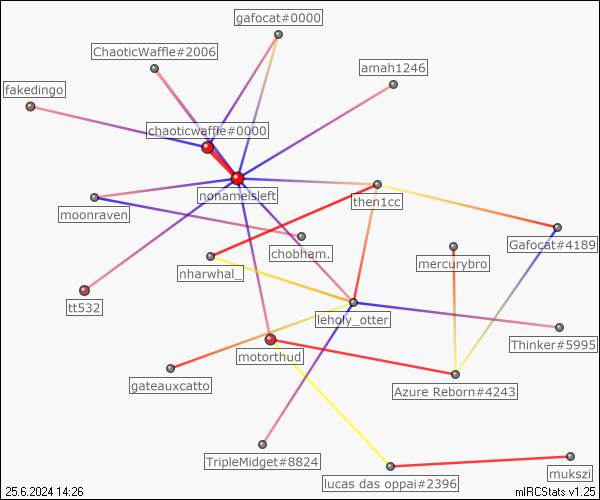 gafocat#0000
ChaoticWaffle#2006
amah1246
fakedingo
chaoticwaffle#0000
nonameisleft
then1cc
moonraven
chobham.
Gafocat#4189
mercurybro
nharwhal_
tt532
leholy_otter
Thinker#5995
motorthud
gateauxcatto
Azure Reborn#4243
TripleMidget#8824
lucas das oppai#2396
mukszi
25.6.2024 14:26
mIRCStats v1.25